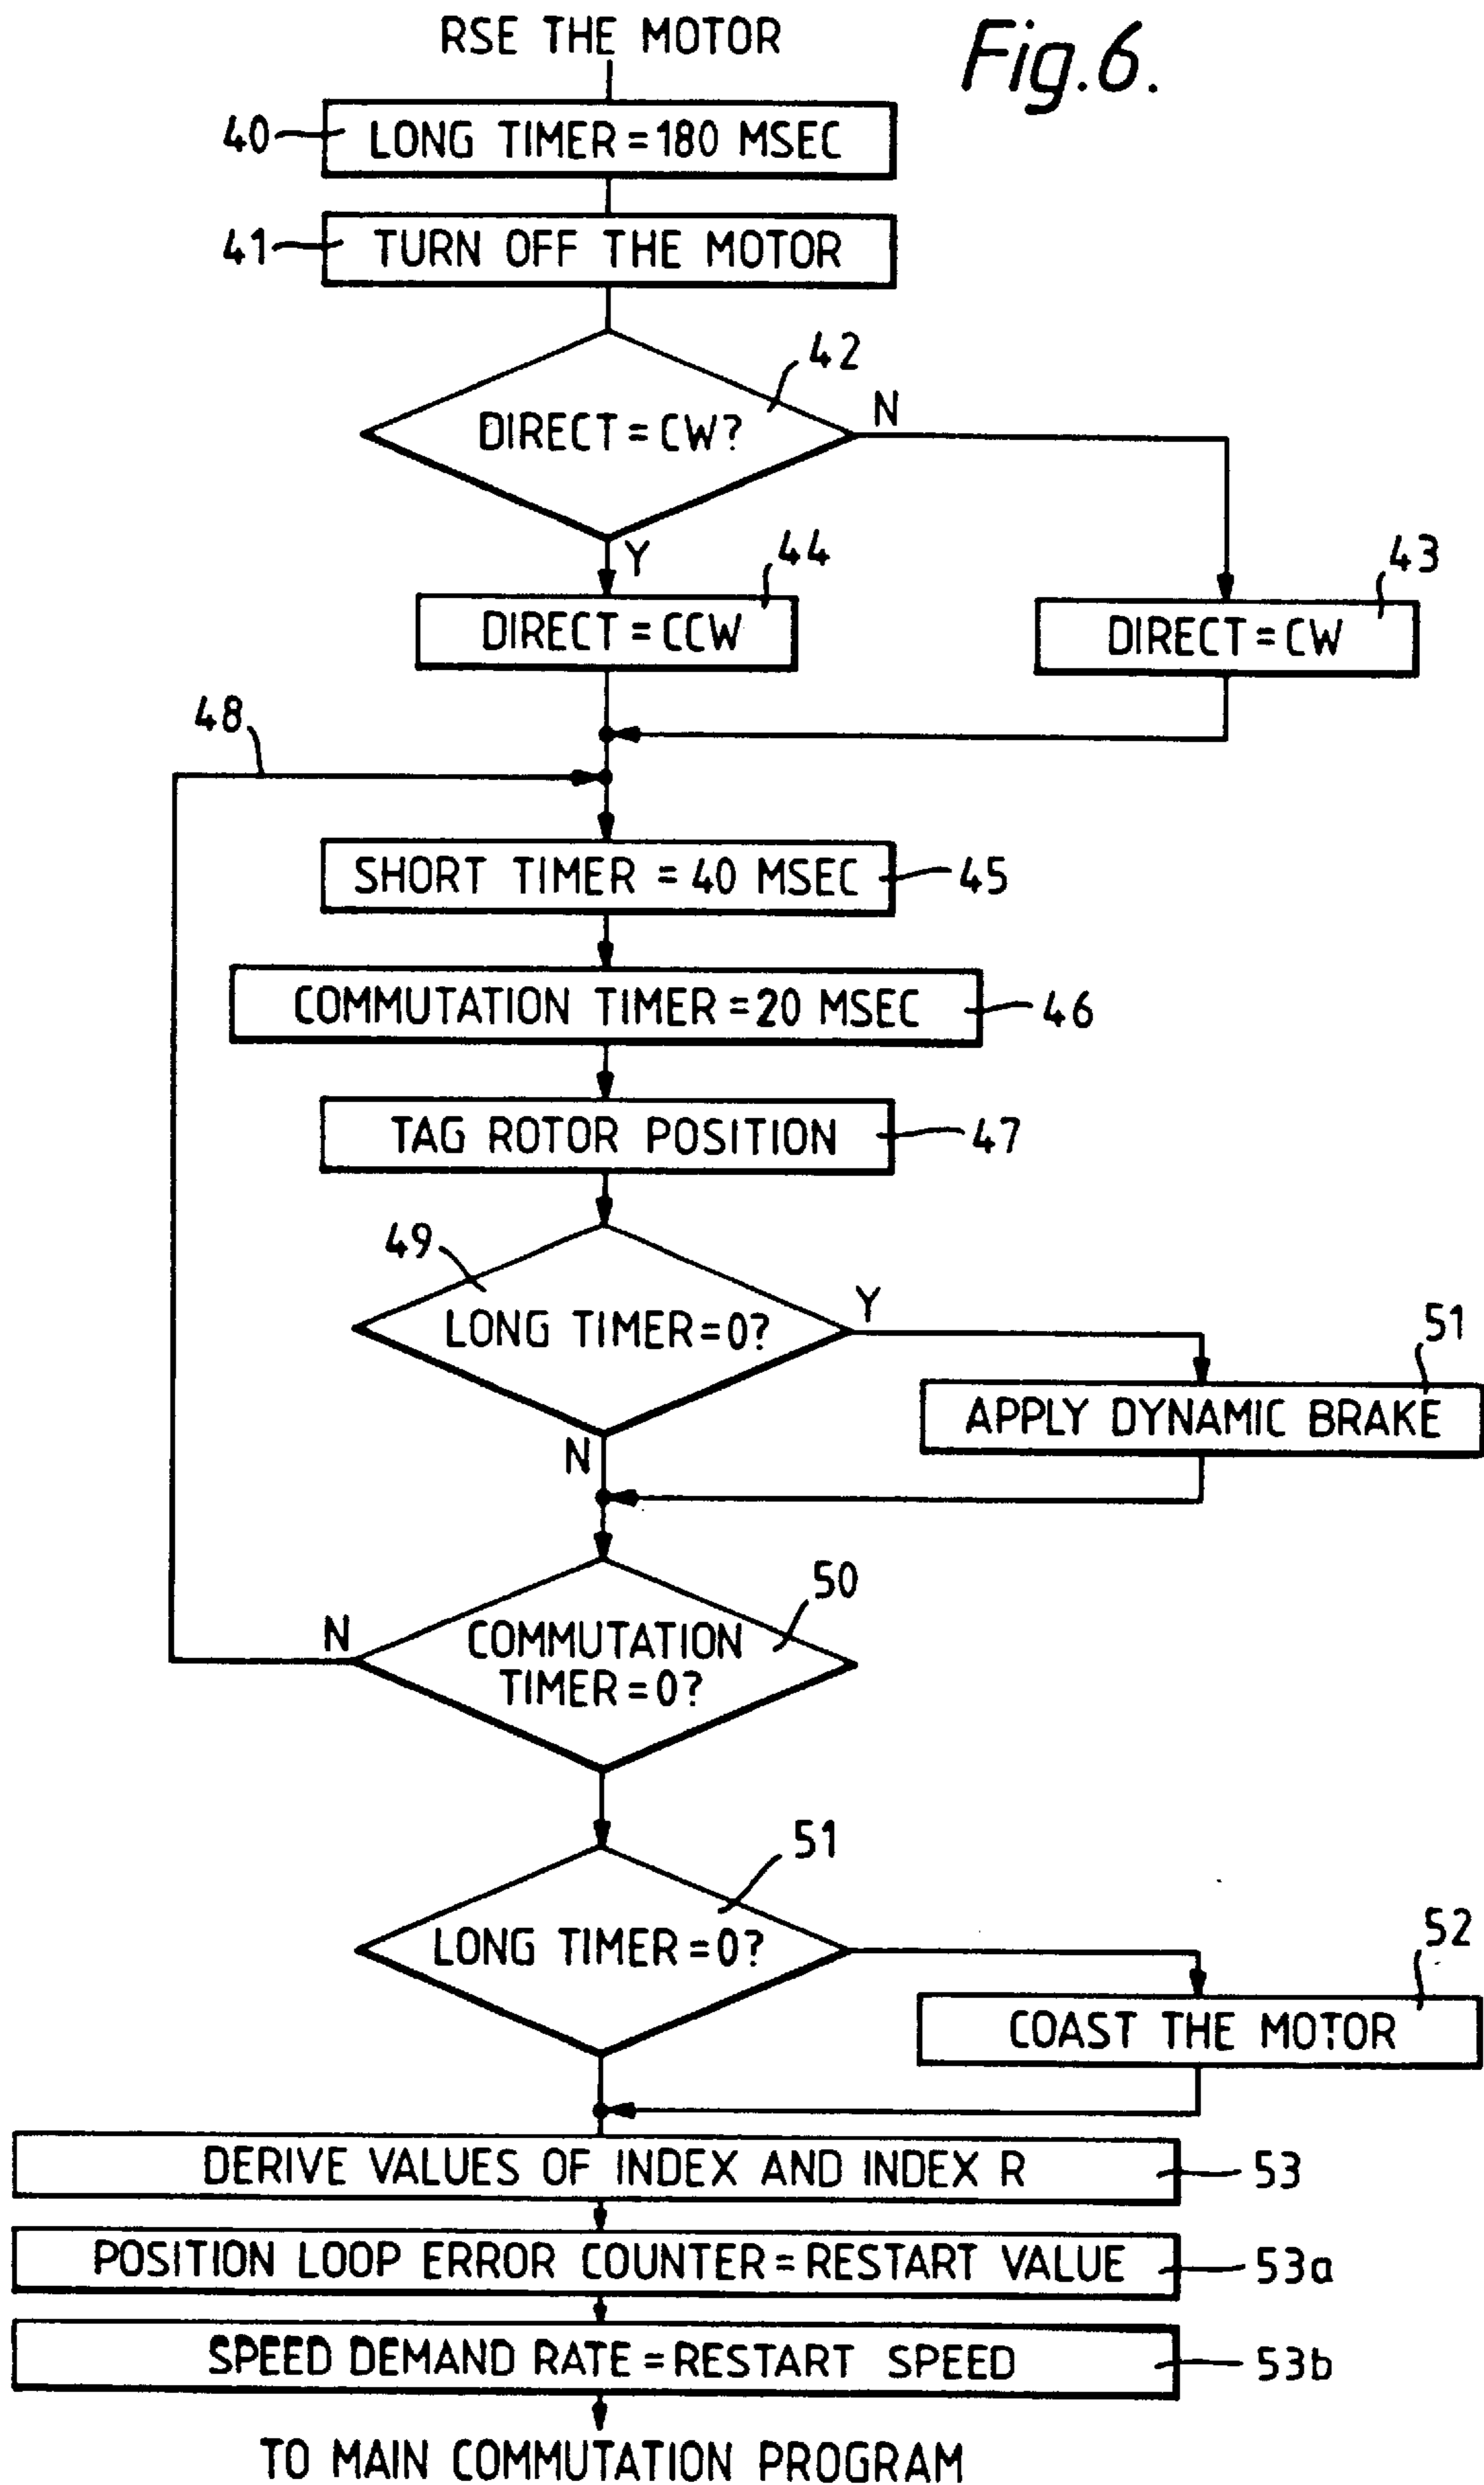 RSE THE MOTOR
Fig.6.
40
LONG TIMER = 180 MSEC
41
TURN OFF THE MOTOR
42
DIRECT = CW?
N
Y
44
43
DIRECT = CCW
DIRECT = CW
48
SHORT TIMER = 40 MSEC
45
COMMUTATION TIMER = 20 MSEC
46
TAG ROTOR POSITION
47
49
LONG TIMER = 0?
Y
51
APPLY DYNAMIC BRAKE
N
50
N
COMMUTATION
TIMER = 0?
51
LONG TIMER = 0?
52
COAST THE MOTOR
DERIVE VALUES OF INDEX AND INDEX R
53
POSITION LOOP ERROR COUNTER = RESTART VALUE
53a
SPEED DEMAND RATE = RESTART SPEED
53b
TO MAIN COMMUTATION PROGRAM